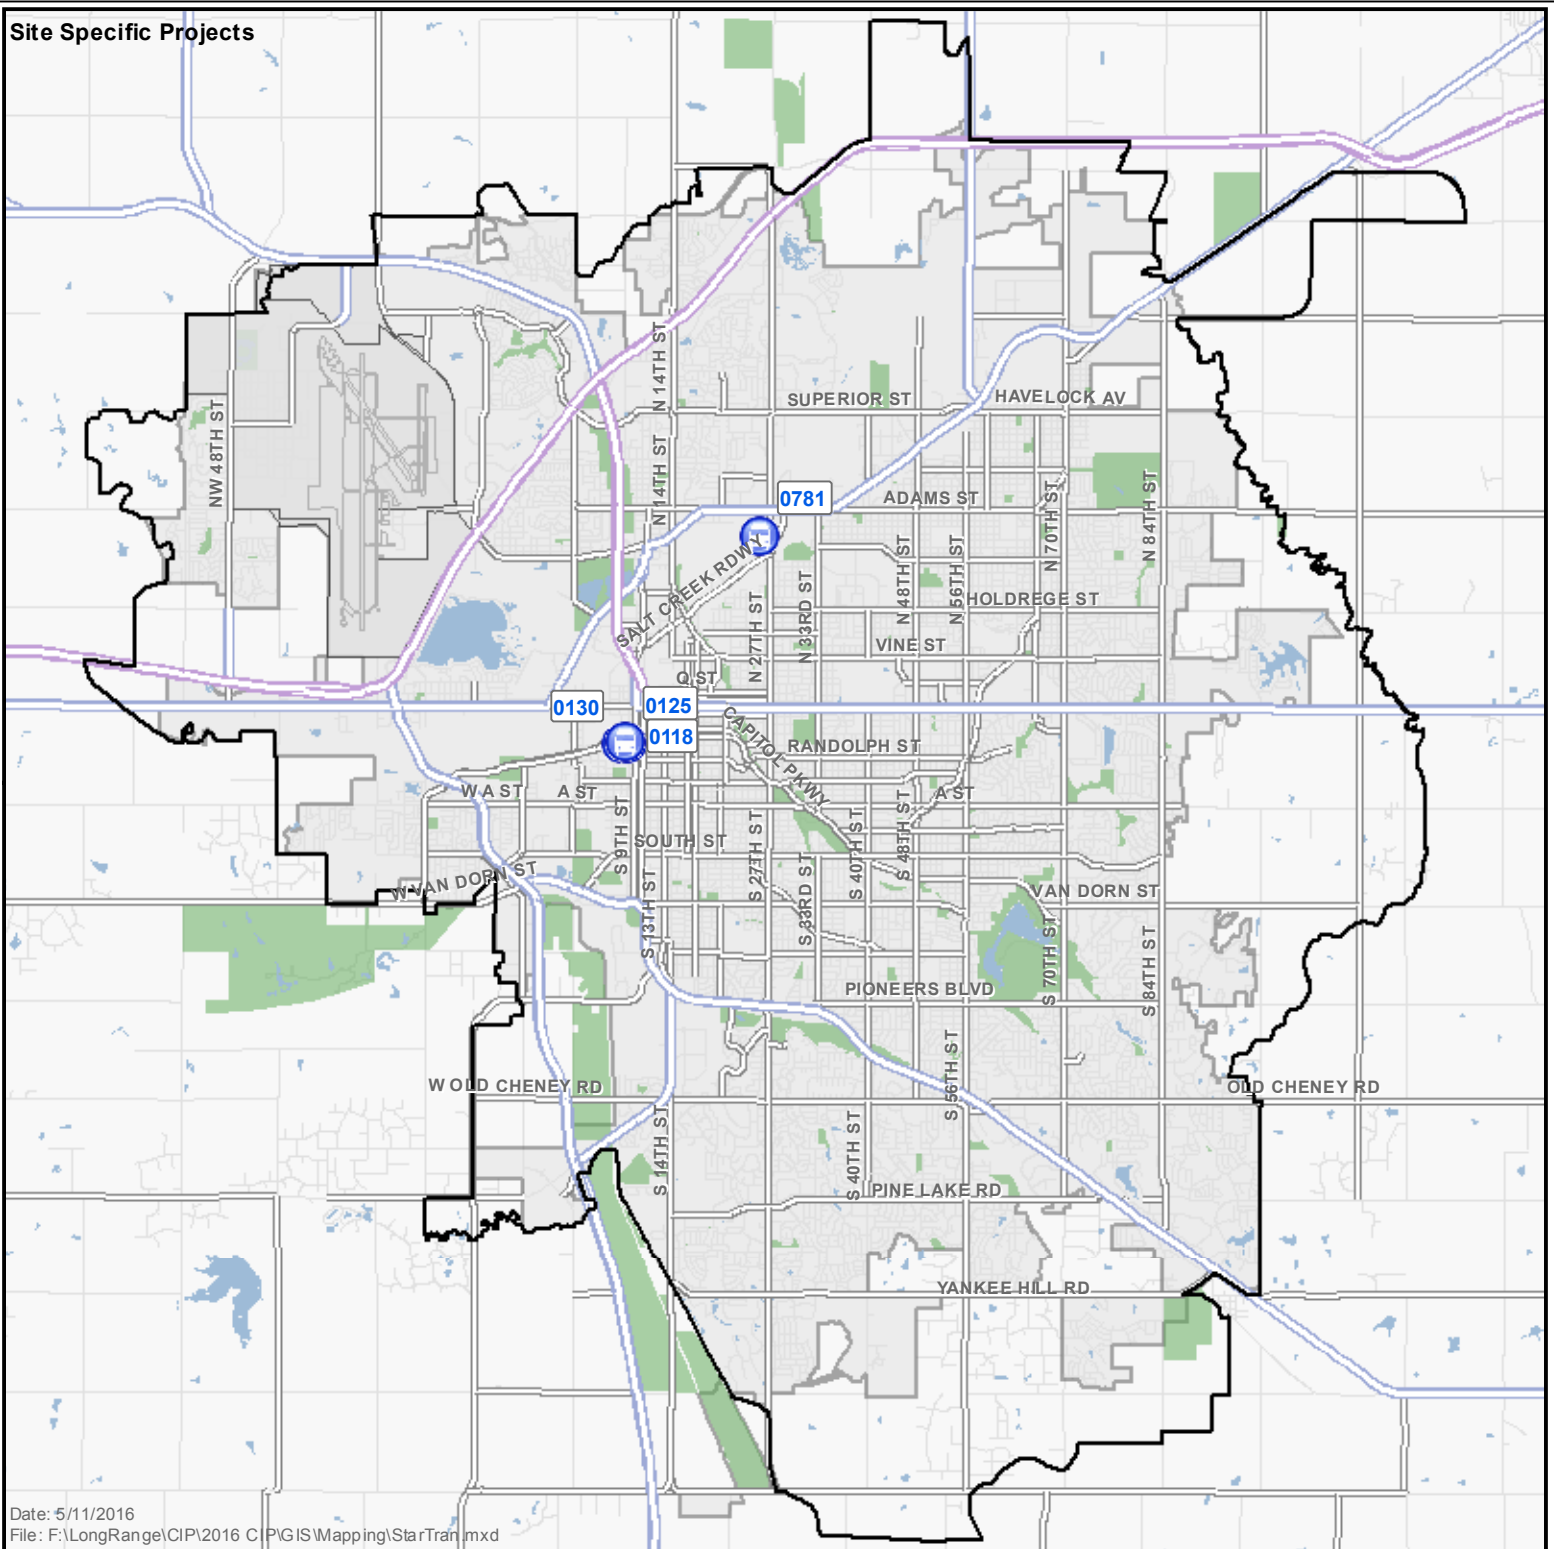 Site Specific Projects
SUPERIOR ST
HAVELOCK AV
N 14TH ST
NW 48TH ST
N 14TH ST
0781
ADAMS ST
N 70TH ST
N 84TH ST
SALT CREEK RDWY
N 48TH ST
N 56TH ST
N 33RD ST
N 27TH ST
HOLDREGE ST
VINE ST
Q ST
0130
0125
0118
CAPITOL PKWY
RANDOLPH ST
W A ST
A ST
A ST
S 9TH ST
SOUTH ST
S 27TH ST
S 40TH ST
S 48TH ST
W VAN DORN ST
S 13TH ST
S 33RD ST
VAN DORN ST
S 70TH ST
S 84TH ST
PIONEERS BLVD
W OLD CHENEY RD
S 56TH ST
OLD CHENEY RD
S 14TH ST
S 40TH ST
PINE LAKE RD
YANKEE HILL RD
Date: 5/11/2016
File: F:\LongRange\CIP\2016 CIP\GIS\Mapping\StarTran.mxd